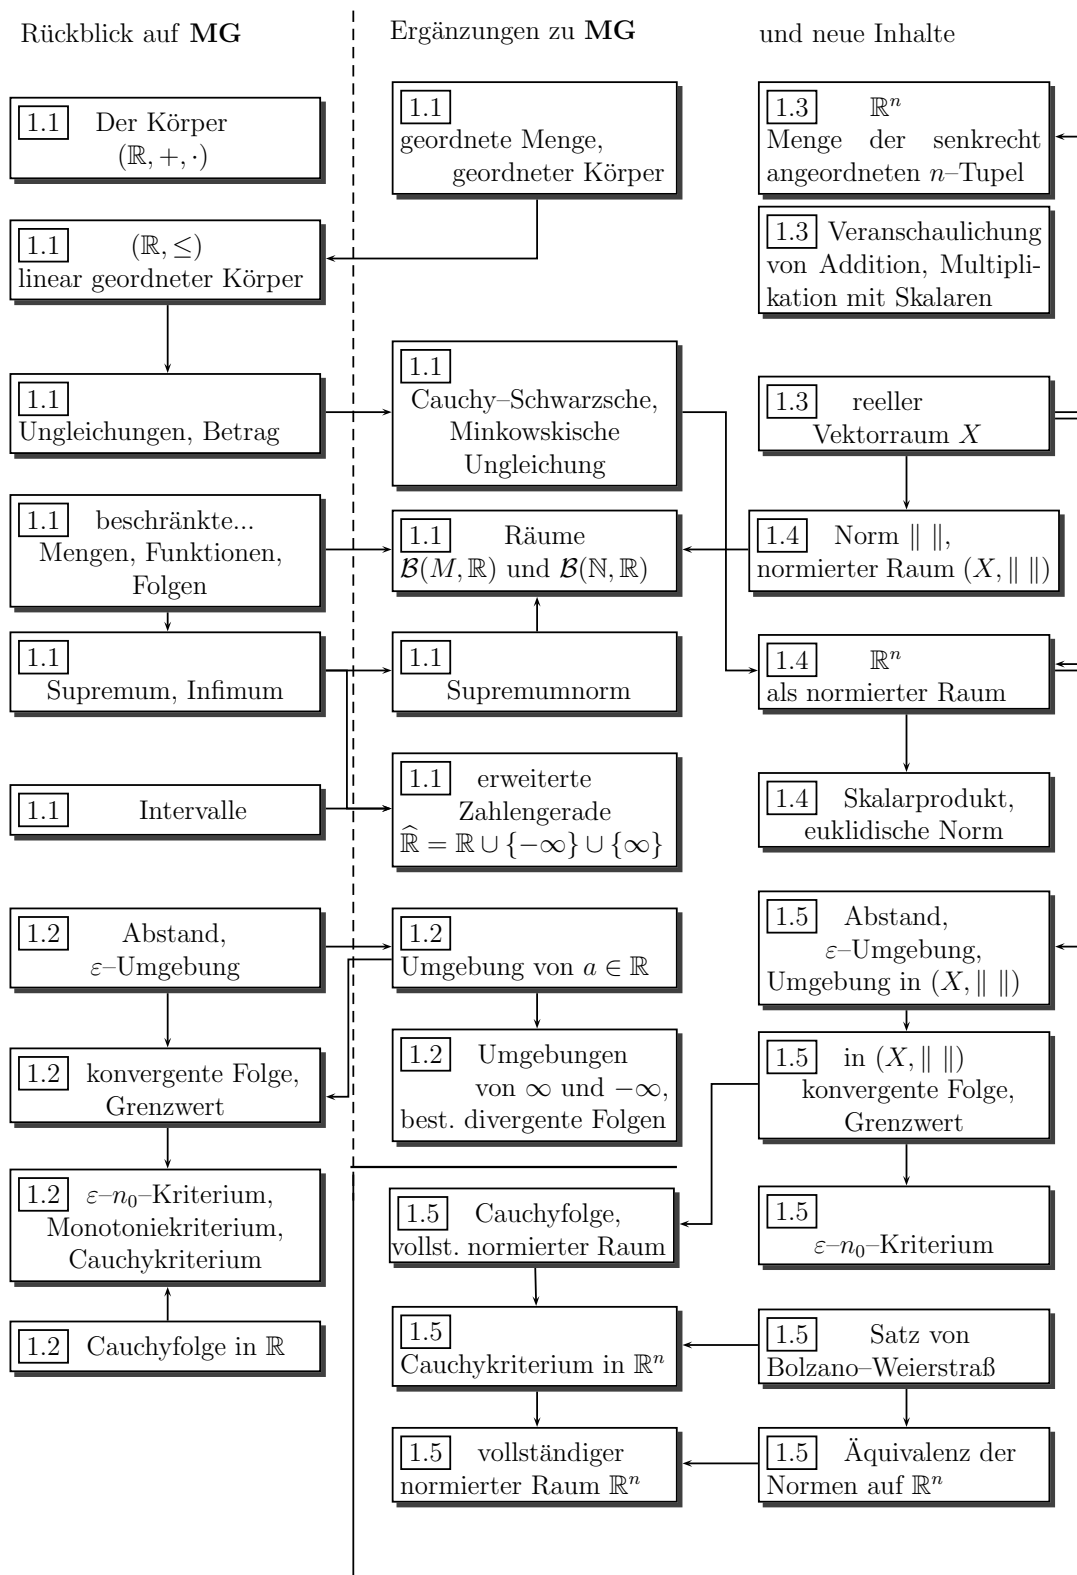 Rückblick auf MG
1.1 Der Körper
(ℝ, +, ·)
1.1 (ℝ, ≤)
linear geordneter Körper
1.1
Ungleichungen, Betrag
1.1 beschränkte...
Mengen, Funktionen,
Folgen
1.1
Supremum, Infimum
1.1 Intervalle
1.2 Abstand,
ε–Umgebung
1.2 konvergente Folge,
Grenzwert
1.2 ε–n₀–Kriterium,
Monotoniekriterium,
Cauchykriterium
1.2 Cauchyfolge in ℝ
Ergänzungen zu MG
1.1
geordnete Menge,
geordneter Körper
1.1
Cauchy–Schwarzsche,
Minkowskische
Ungleichung
1.1 Räume
ℬ(M, ℝ) und ℬ(ℕ, ℝ)
1.1
Supremumnorm
1.1 erweiterte
Zahlengerade
ℝ̂ = ℝ ∪ {−∞} ∪ {∞}
1.2
Umgebung von a ∈ ℝ
1.2 Umgebungen
von ∞ und −∞,
best. divergente Folgen
1.5 Cauchyfolge,
vollst. normierter Raum
1.5
Cauchykriterium in ℝⁿ
1.5 vollständiger
normierter Raum ℝⁿ
und neue Inhalte
1.3 ℝⁿ
Menge der senkrecht
angeordneten n–Tupel
1.3 Veranschaulichung
von Addition, Multipli-
kation mit Skalaren
1.3 reeller
Vektorraum X
1.4 Norm ‖ ‖,
normierter Raum (X, ‖ ‖)
1.4 ℝⁿ
als normierter Raum
1.4 Skalarprodukt,
euklidische Norm
1.5 Abstand,
ε–Umgebung,
Umgebung in (X, ‖ ‖)
1.5 in (X, ‖ ‖)
konvergente Folge,
Grenzwert
1.5
ε–n₀–Kriterium
1.5 Satz von
Bolzano–Weierstraß
1.5 Äquivalenz der
Normen auf ℝⁿ